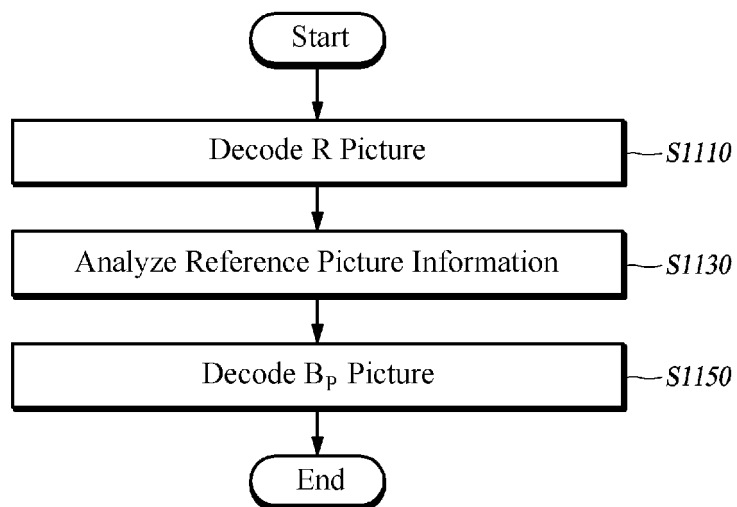 Start
Decode R Picture
S1110
Analyze Reference Picture Information
S1130
Decode BP Picture
S1150
End